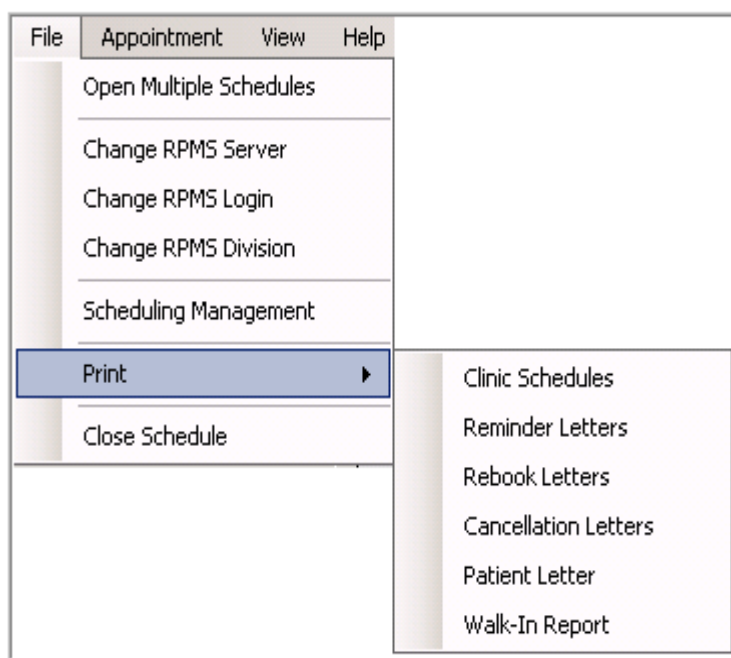 File Appointment View Help
Open Multiple Schedules
Change RPMS Server
Change RPMS Login
Change RPMS Division
Scheduling Management
Print
Close Schedule
Clinic Schedules
Reminder Letters
Rebook Letters
Cancellation Letters
Patient Letter
Walk-In Report